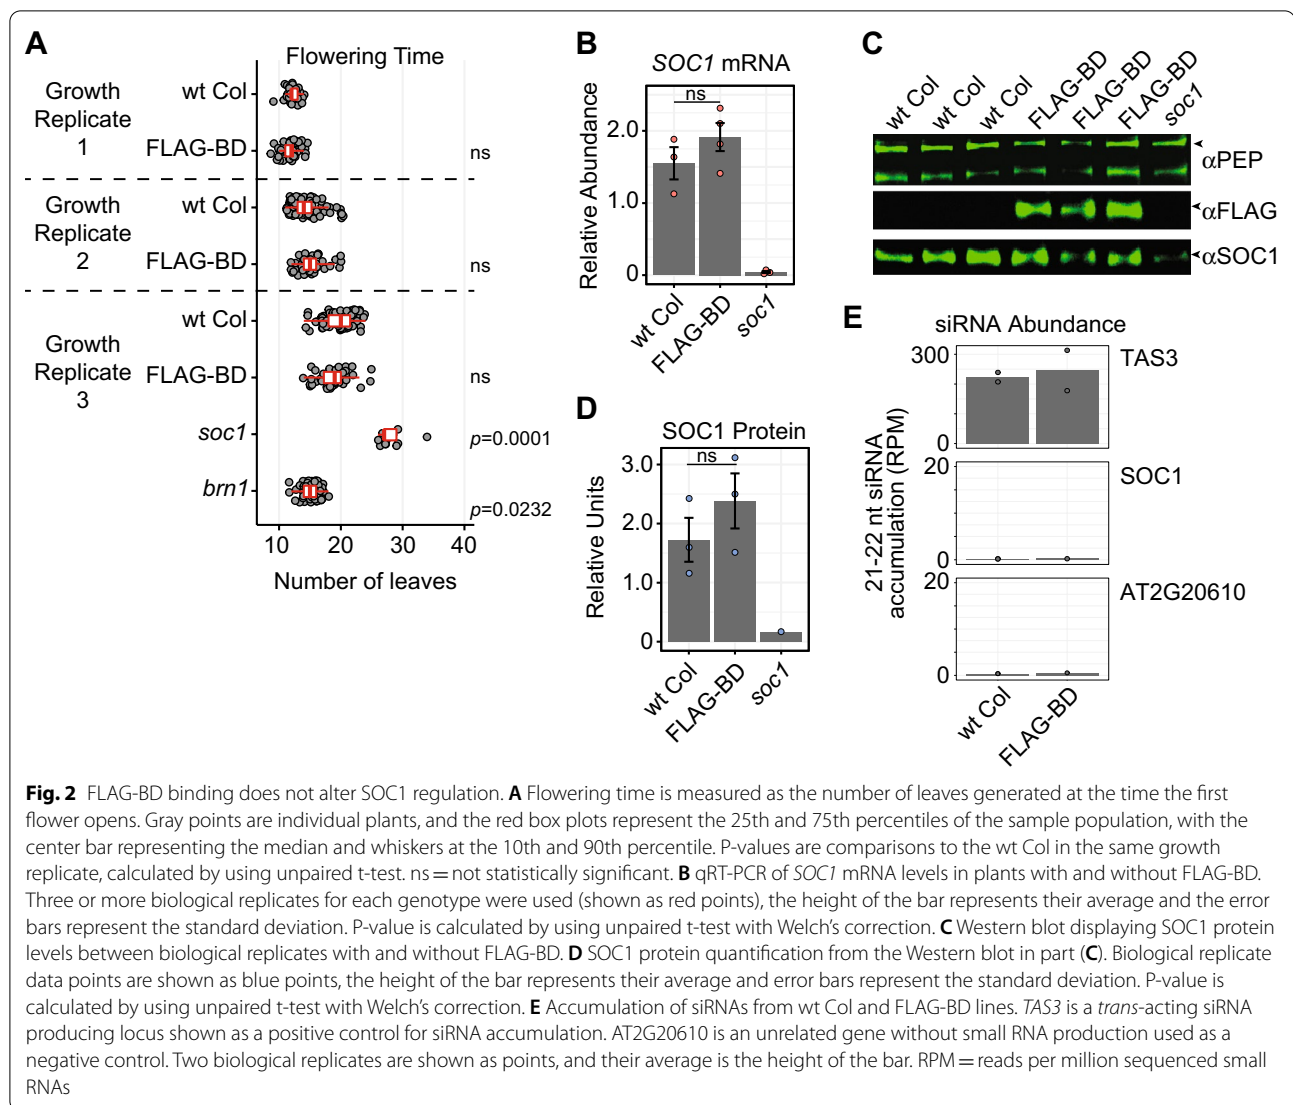 A
Flowering Time
Growth
Replicate
1
wt Col
FLAG-BD
ns
Growth
Replicate
2
wt Col
FLAG-BD
ns
Growth
Replicate
3
wt Col
FLAG-BD
ns
soc1
p=0.0001
brn1
p=0.0232
10 20 30 40
Number of leaves
B
SOC1 mRNA
ns
Relative Abundance
2.0
1.0
0
wt Col
FLAG-BD
soc1
C
wt Col
wt Col
wt Col
FLAG-BD
FLAG-BD
FLAG-BD
soc1
αPEP
αFLAG
αSOC1
D
SOC1 Protein
ns
Relative Units
3.0
2.0
1.0
0
wt Col
FLAG-BD
soc1
E
siRNA Abundance
21-22 nt siRNA
accumulation (RPM)
300
0
TAS3
20
0
SOC1
20
0
AT2G20610
wt Col
FLAG-BD
Fig. 2 FLAG-BD binding does not alter SOC1 regulation. A Flowering time is measured as the number of leaves generated at the time the first
flower opens. Gray points are individual plants, and the red box plots represent the 25th and 75th percentiles of the sample population, with the
center bar representing the median and whiskers at the 10th and 90th percentile. P-values are comparisons to the wt Col in the same growth
replicate, calculated by using unpaired t-test. ns = not statistically significant. B qRT-PCR of SOC1 mRNA levels in plants with and without FLAG-BD.
Three or more biological replicates for each genotype were used (shown as red points), the height of the bar represents their average and the error
bars represent the standard deviation. P-value is calculated by using unpaired t-test with Welch's correction. C Western blot displaying SOC1 protein
levels between biological replicates with and without FLAG-BD. D SOC1 protein quantification from the Western blot in part (C). Biological replicate
data points are shown as blue points, the height of the bar represents their average and error bars represent the standard deviation. P-value is
calculated by using unpaired t-test with Welch's correction. E Accumulation of siRNAs from wt Col and FLAG-BD lines. TAS3 is a trans-acting siRNA
producing locus shown as a positive control for siRNA accumulation. AT2G20610 is an unrelated gene without small RNA production used as a
negative control. Two biological replicates are shown as points, and their average is the height of the bar. RPM = reads per million sequenced small
RNAs